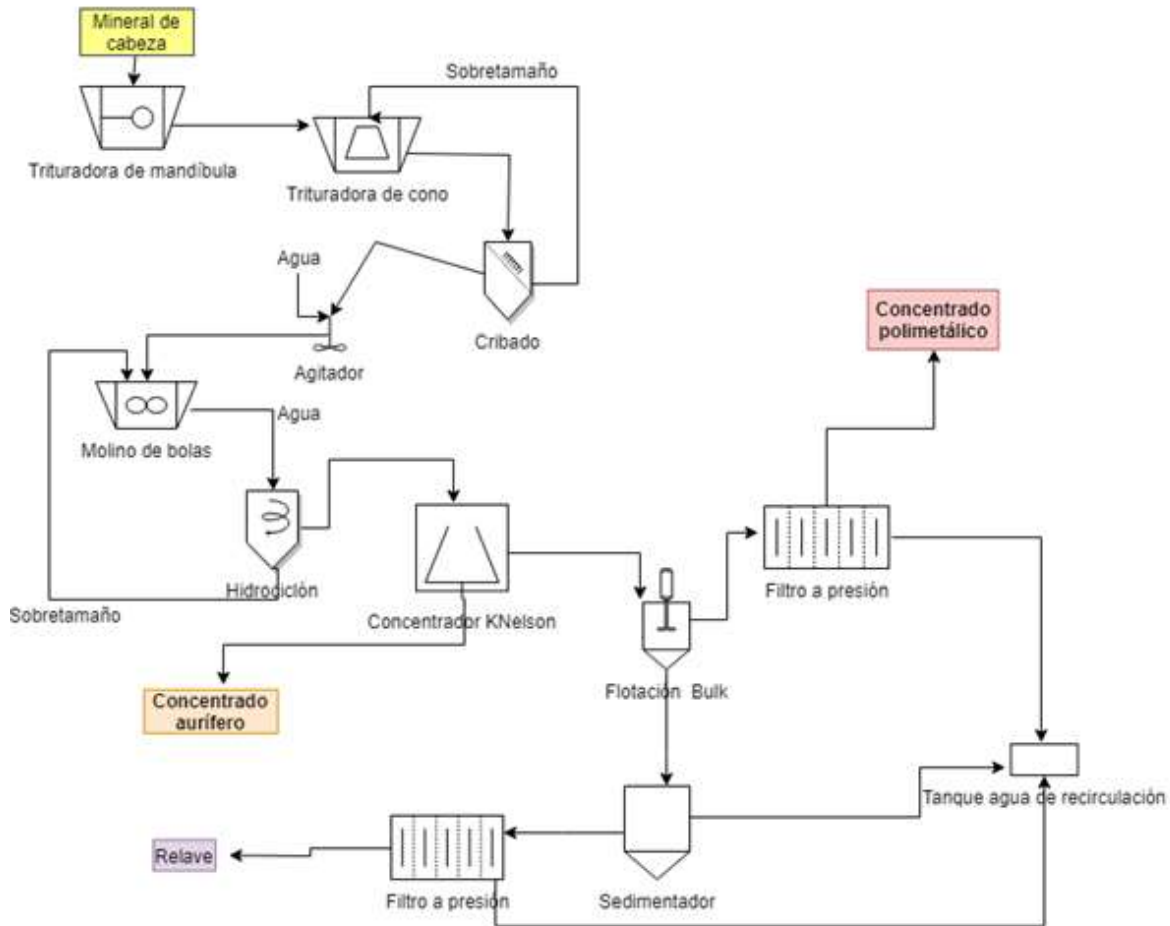 Mineral de
cabeza
Sobretamaño
Trituradora de mandíbula
Trituradora de cono
Agua
Cribado
Agitador
Concentrado
polimetálico
Agua
Molino de bolas
Hidrociclón
Sobretamaño
Concentrador KNelson
Filtro a presión
Concentrado
aurífero
Flotación Bulk
Tanque agua de recirculación
Relave
Filtro a presión
Sedimentador